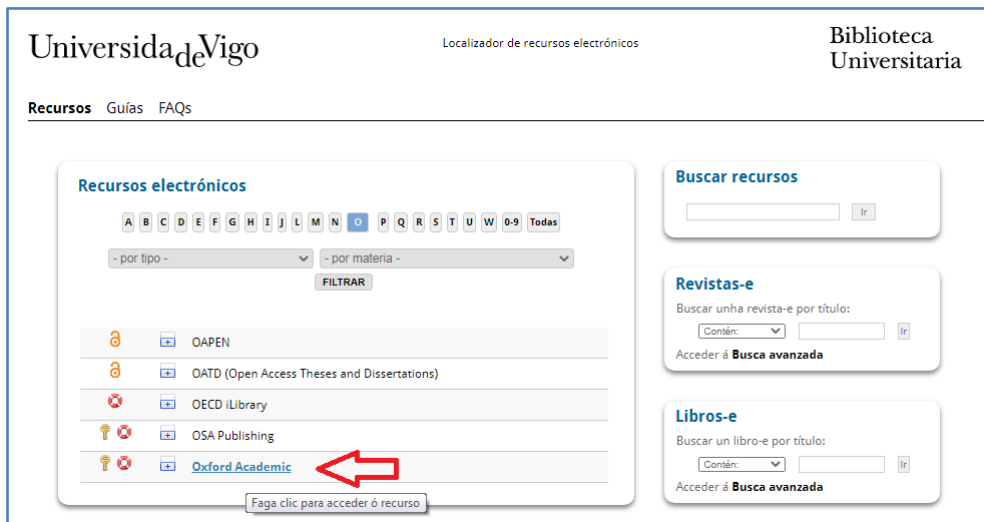 UniversidadeVigo
Localizador de recursos electrónicos
Biblioteca
Universitaria
Recursos Guías FAQs
Recursos electrónicos
A B C D E F G H I J L M N O P Q R S T U W 0-9 Todas
- por tipo -
- por materia -
FILTRAR
OAPEN
OATD (Open Access Theses and Dissertations)
OECD iLibrary
OSA Publishing
Oxford Academic
Faga clic para acceder ó recurso
Buscar recursos
Ir
Revistas-e
Buscar unha revista-e por título:
Contén: Ir
Acceder á Busca avanzada
Libros-e
Buscar un libro-e por título:
Contén: Ir
Acceder á Busca avanzada